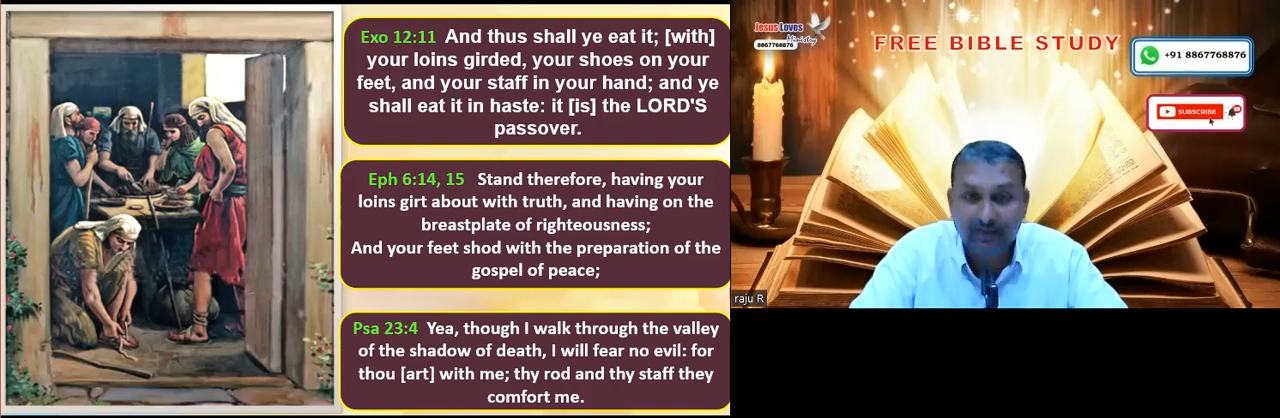 Exo 12:11 And thus shall ye eat it; [with]
your loins girded, your shoes on your
feet, and your staff in your hand; and ye
shall eat it in haste: it [is] the LORD'S
passover.
Eph 6:14, 15 Stand therefore, having your
loins girt about with truth, and having on the
breastplate of righteousness;
And your feet shod with the preparation of the
gospel of peace;
Psa 23:4 Yea, though I walk through the valley
of the shadow of death, I will fear no evil: for
thou [art] with me; thy rod and thy staff they
comfort me.
Jesus Loves
Ministry
8867768876
FREE BIBLE STUDY
+91 8867768876
SUBSCRIBE
raju R